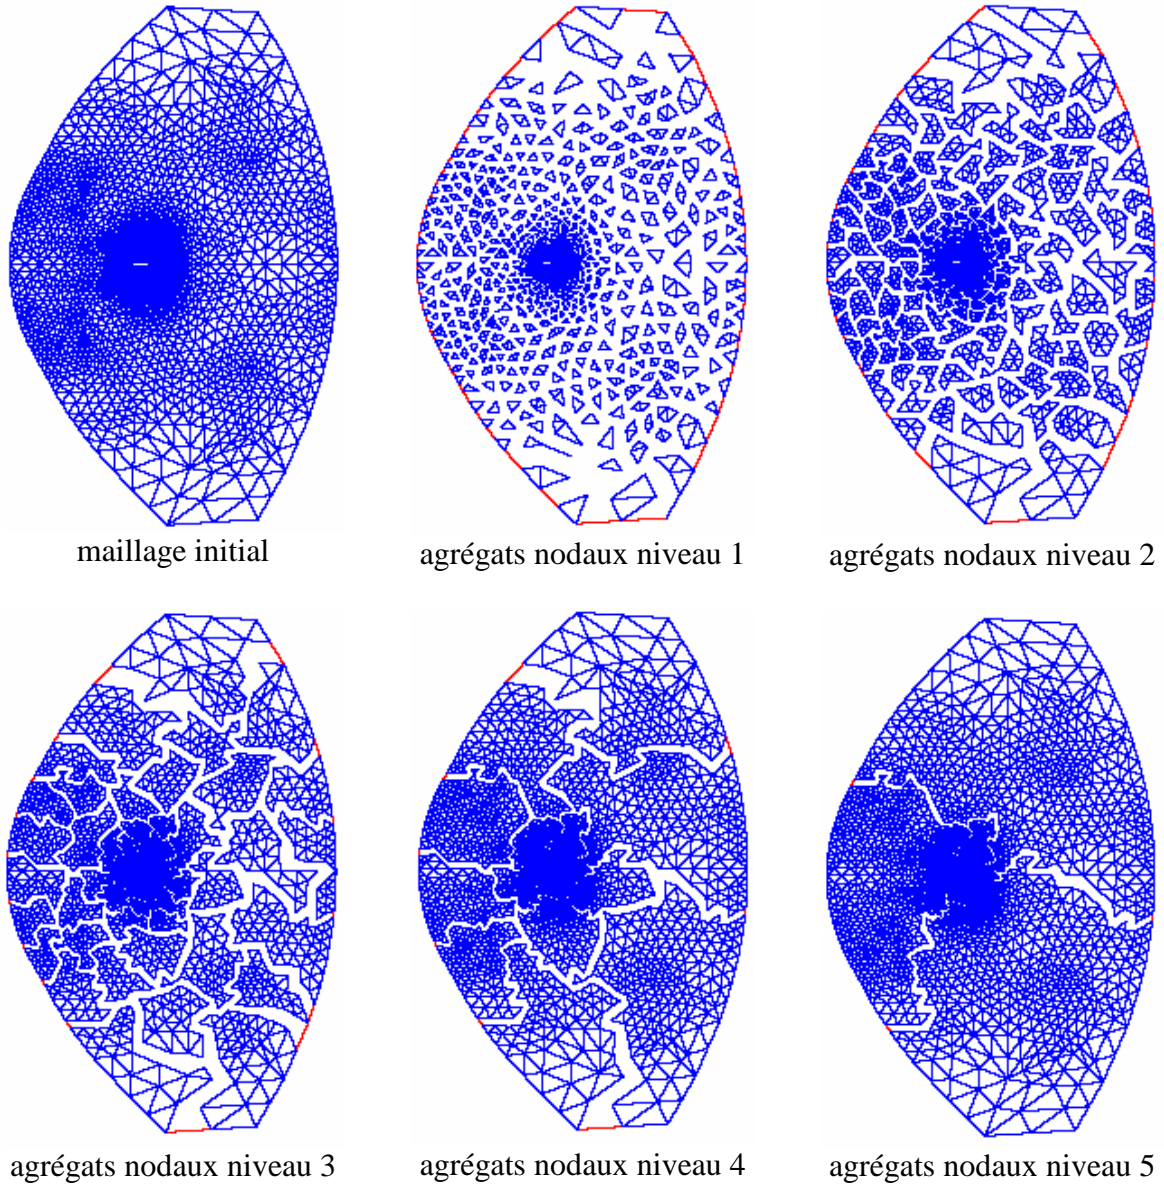 maillage initial
agrégats nodaux niveau 1
agrégats nodaux niveau 2
agrégats nodaux niveau 3
agrégats nodaux niveau 4
agrégats nodaux niveau 5